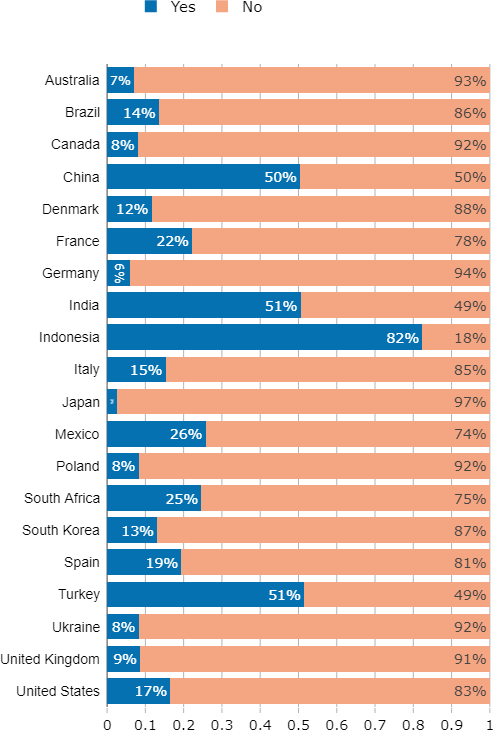 Yes No
Australia 7% 93%
Brazil 14% 86%
Canada 8% 92%
China 50% 50%
Denmark 12% 88%
France 22% 78%
Germany 6% 94%
India 51% 49%
Indonesia 82% 18%
Italy 15% 85%
Japan 97%
Mexico 26% 74%
Poland 8% 92%
South Africa 25% 75%
South Korea 13% 87%
Spain 19% 81%
Turkey 51% 49%
Ukraine 8% 92%
United Kingdom 9% 91%
United States 17% 83%
0 0.1 0.2 0.3 0.4 0.5 0.6 0.7 0.8 0.9 1